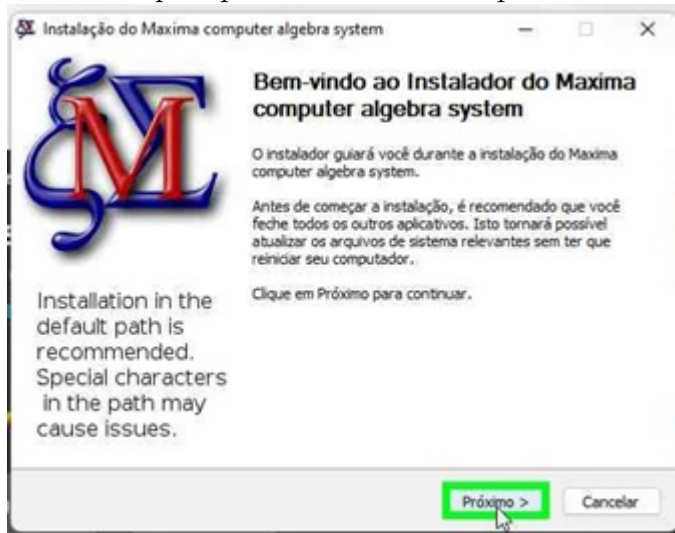 Instalação do Maxima computer algebra system
Bem-vindo ao Instalador do Maxima
computer algebra system
O instalador guiará você durante a instalação do Maxima
computer algebra system.
Antes de começar a instalação, é recomendado que você
feche todos os outros aplicativos. Isto tornará possível
atualizar os arquivos de sistema relevantes sem ter que
reiniciar seu computador.
Clique em Próximo para continuar.
Installation in the
default path is
recommended.
Special characters
in the path may
cause issues.
Próximo >
Cancelar